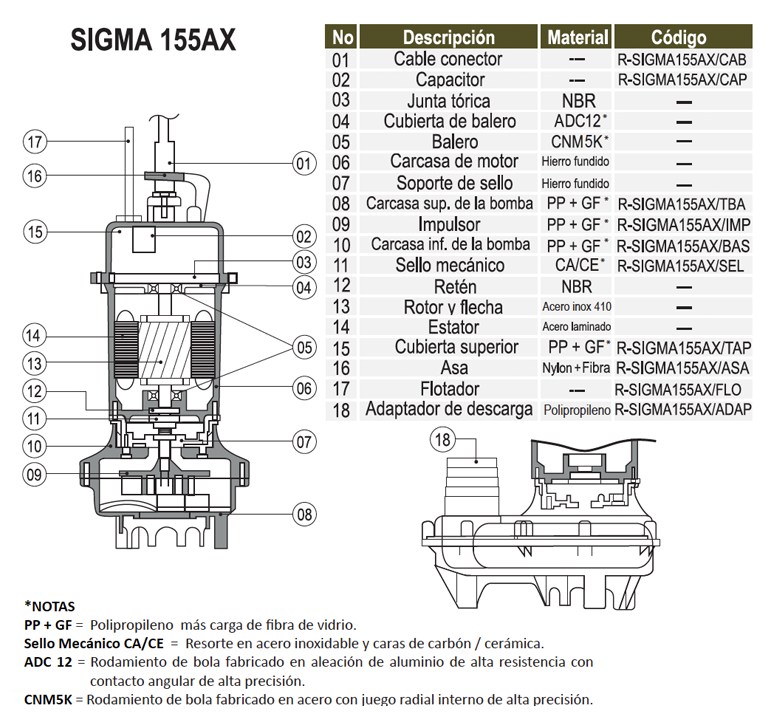 SIGMA 155AX
No Descripción Material Código
01 Cable conector --- R-SIGMA155AX/CAB
02 Capacitor --- R-SIGMA155AX/CAP
03 Junta tórica NBR —
04 Cubierta de balero ADC12* —
05 Balero CNM5K* —
06 Carcasa de motor Hierro fundido —
07 Soporte de sello Hierro fundido —
08 Carcasa sup. de la bomba PP + GF* R-SIGMA155AX/TBA
09 Impulsor PP + GF* R-SIGMA155AX/IMP
10 Carcasa inf. de la bomba PP + GF* R-SIGMA155AX/BAS
11 Sello mecánico CA/CE* R-SIGMA155AX/SEL
12 Retén NBR —
13 Rotor y flecha Acero inox 410 —
14 Estator Acero laminado —
15 Cubierta superior PP + GF* R-SIGMA155AX/TAP
16 Asa Nylon + Fibra R-SIGMA155AX/ASA
17 Flotador --- R-SIGMA155AX/FLO
18 Adaptador de descarga Polipropileno R-SIGMA155AX/ADAP
17
16
01
15
02
03
04
14
05
13
06
12
11
10
07
09
08
18
*NOTAS
PP + GF = Polipropileno más carga de fibra de vidrio.
Sello Mecánico CA/CE = Resorte en acero inoxidable y caras de carbón / cerámica.
ADC 12 = Rodamiento de bola fabricado en aleación de aluminio de alta resistencia con
contacto angular de alta precisión.
CNM5K = Rodamiento de bola fabricado en acero con juego radial interno de alta precisión.